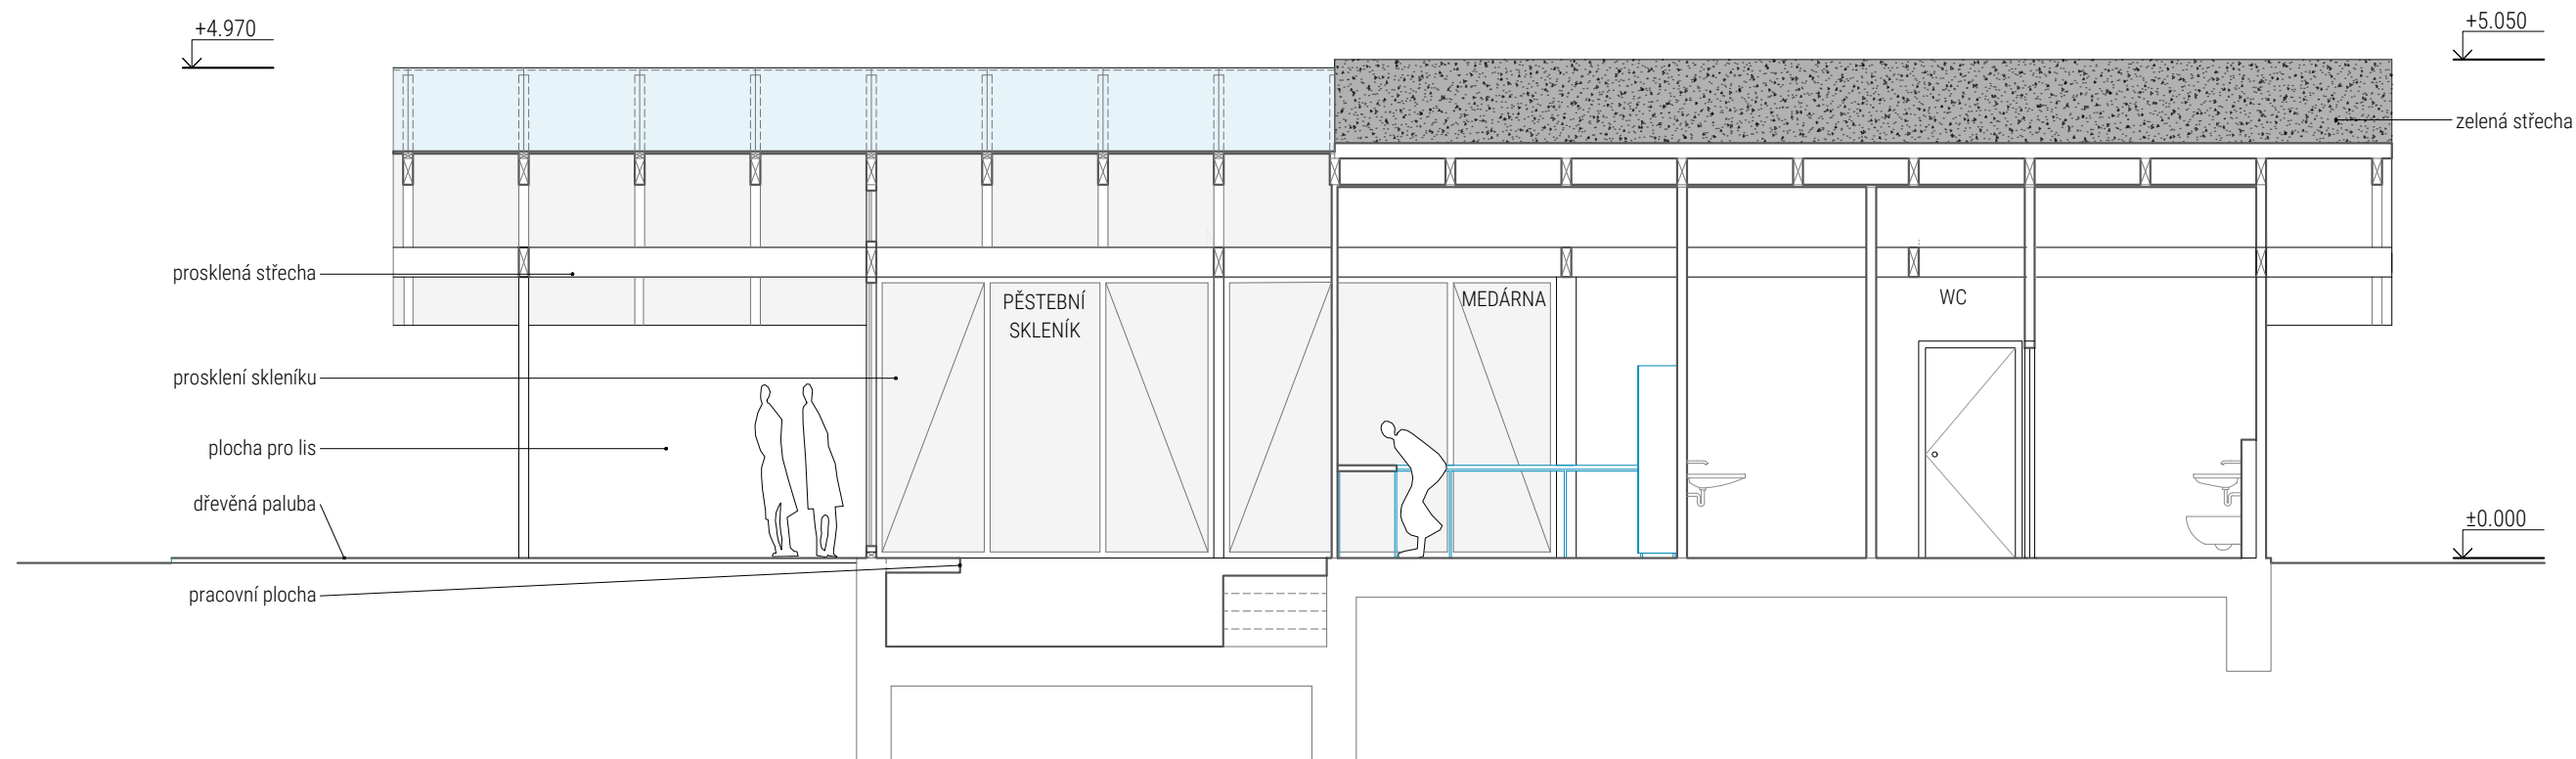 +4.970
+5.050
zelená střecha
prosklená střecha
PĚSTEBNÍ
SKLENÍK
MEDÁRNA
WC
prosklení skleníku
plocha pro lis
dřevěná paluba
±0.000
pracovní plocha